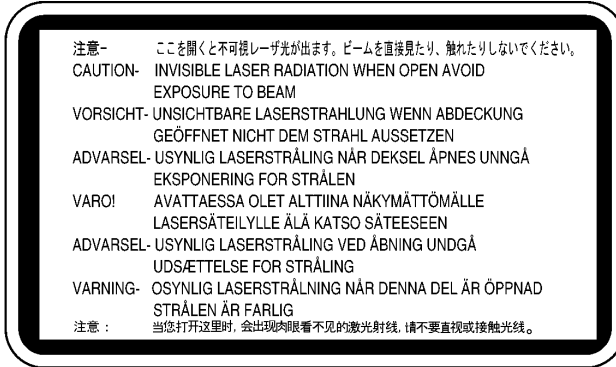 注意− ここを開くと不可視レーザ光が出ます。ビームを直接見たり、触れたりしないでください。
CAUTION- INVISIBLE LASER RADIATION WHEN OPEN AVOID
EXPOSURE TO BEAM
VORSICHT- UNSICHTBARE LASERSTRAHLUNG WENN ABDECKUNG
GEÖFFNET NICHT DEM STRAHL AUSSETZEN
ADVARSEL- USYNLIG LASERSTRÅLING NÅR DEKSEL ÅPNES UNNGÅ
EKSPONERING FOR STRÅLEN
VARO! AVATTAESSA OLET ALTTIINA NÄKYMÄTTÖMÄLLE
LASERSÄTEILYLLE ÄLÄ KATSO SÄTEESEEN
ADVARSEL- USYNLIG LASERSTRÅLING VED ÅBNING UNDGÅ
UDSÆTTELSE FOR STRÅLING
VARNING- OSYNLIG LASERSTRÅLNING NÅR DENNA DEL ÄR ÖPPNAD
STRÅLEN ÄR FARLIG
注意： 当您打开这里时, 会出现肉眼看不见的激光射线, 请不要直视或接触光线。